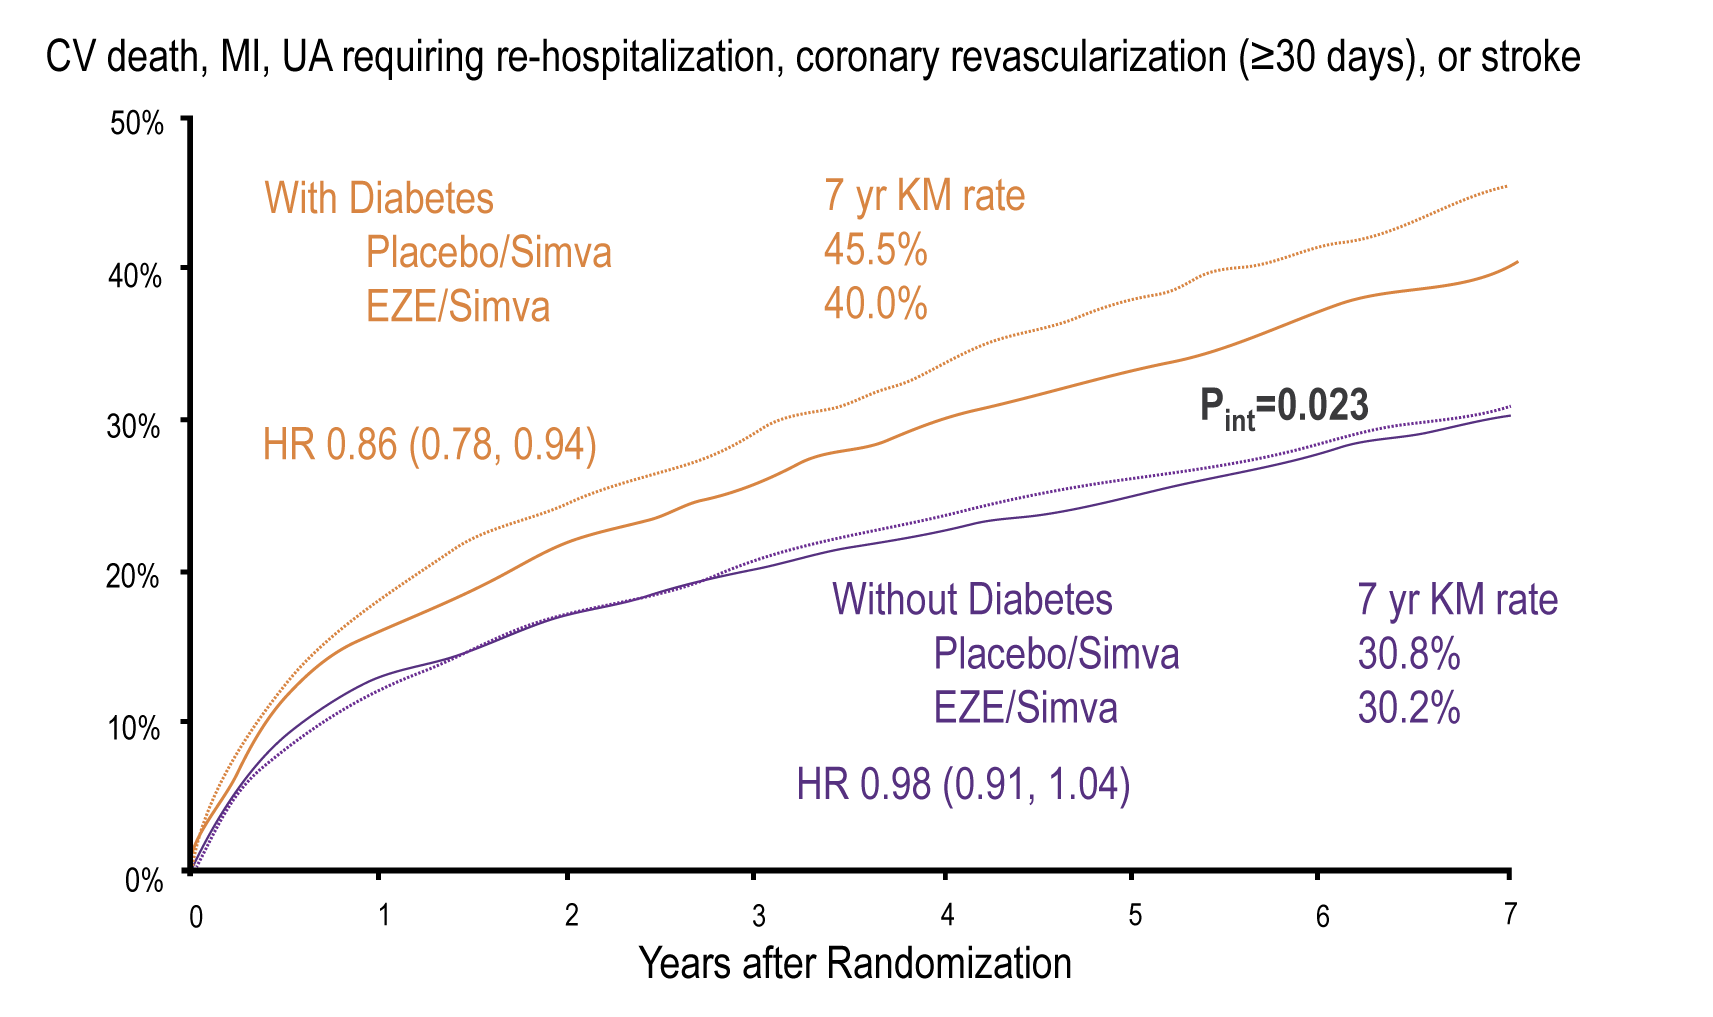 CV death, MI, UA requiring re-hospitalization, coronary revascularization (≥30 days), or stroke
50%
40%
30%
20%
10%
0%
With Diabetes 7 yr KM rate
Placebo/Simva 45.5%
EZE/Simva 40.0%
HR 0.86 (0.78, 0.94)
Pint=0.023
Without Diabetes 7 yr KM rate
Placebo/Simva 30.8%
EZE/Simva 30.2%
HR 0.98 (0.91, 1.04)
0 1 2 3 4 5 6 7
Years after Randomization